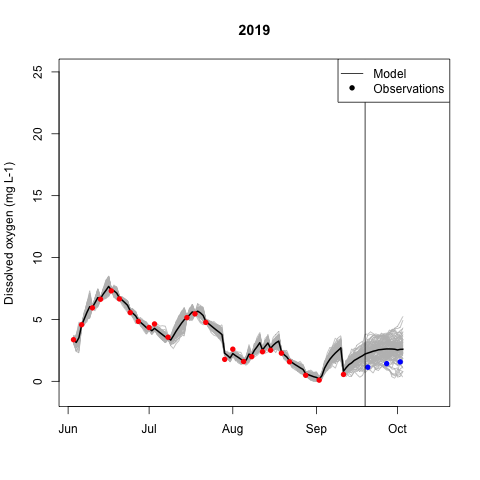 2019
Model
Observations
Dissolved oxygen (mg L-1)
25
20
15
10
5
0
Jun
Jul
Aug
Sep
Oct